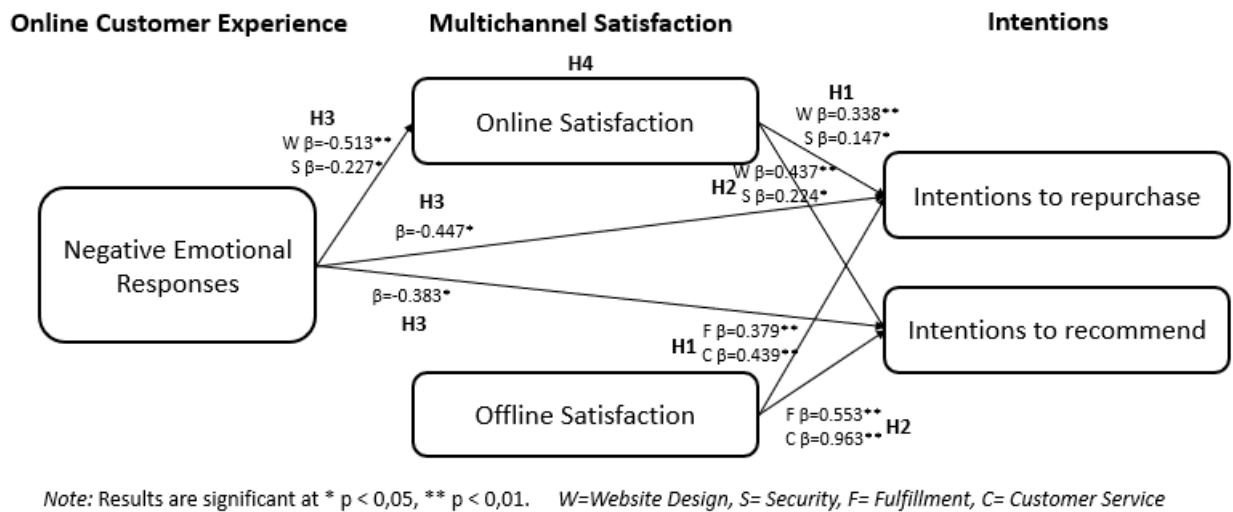 Online Customer Experience
Multichannel Satisfaction
Intentions
H4
Online Satisfaction
H3
W β=-0.513**
S β=-0.227*
H1
W β=0.338**
S β=0.147*
W β=0.437**
H2 S β=0.224*
Intentions to repurchase
H3
β=-0.447*
Negative Emotional
Responses
β=-0.383*
H3
F β=0.379**
H1 C β=0.439**
Intentions to recommend
Offline Satisfaction
F β=0.553**
C β=0.963** H2
Note: Results are significant at * p < 0,05, ** p < 0,01. W=Website Design, S= Security, F= Fulfillment, C= Customer Service